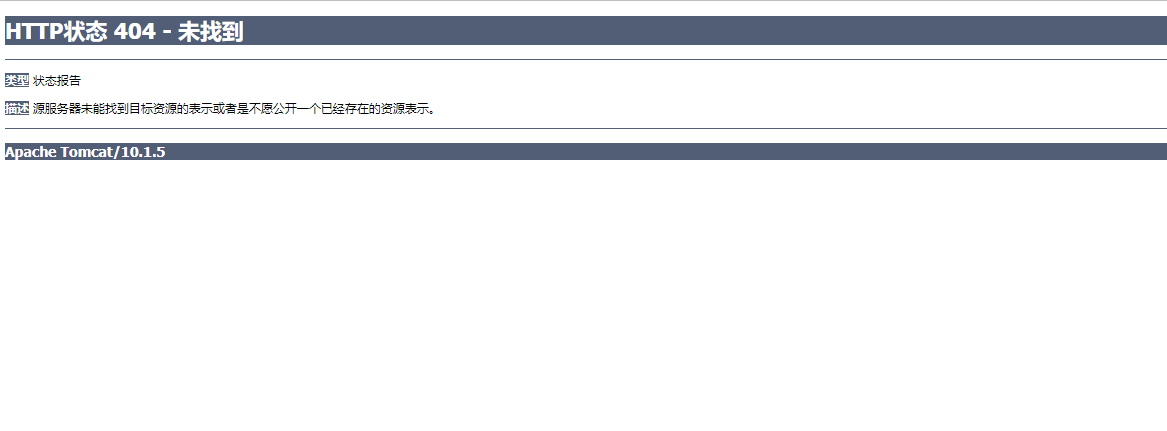 HTTP状态 404 - 未找到
类型 状态报告
描述 源服务器未能找到目标资源的表示或者是不愿公开一个已经存在的资源表示。
Apache Tomcat/10.1.5